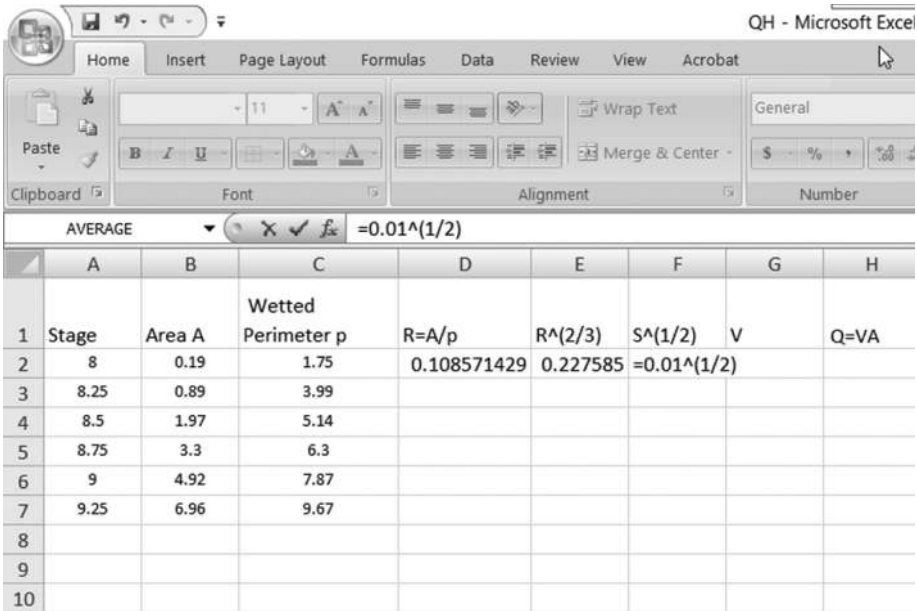 QH - Microsoft Excel
Home Insert Page Layout Formulas Data Review View Acrobat
11 A A Wrap Text General
Paste B I U A Merge & Center $ % ,
Clipboard Font Alignment Number
AVERAGE fx =0.01^(1/2)
A B C D E F G H
Wetted
1 Stage Area A Perimeter p R=A/p R^(2/3) S^(1/2) V Q=VA
2 8 0.19 1.75 0.108571429 0.227585 =0.01^(1/2)
3 8.25 0.89 3.99
4 8.5 1.97 5.14
5 8.75 3.3 6.3
6 9 4.92 7.87
7 9.25 6.96 9.67
8
9
10